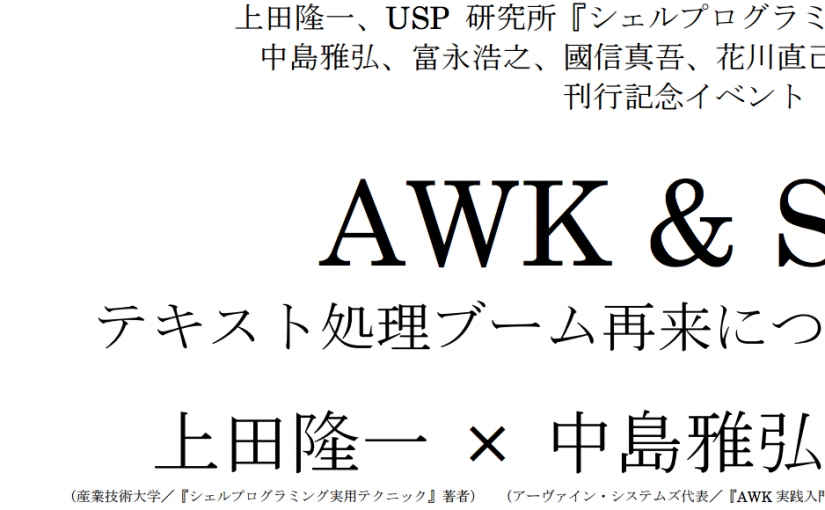 上田隆一、USP 研究所『シェルプログラミ
中島雅弘、富永浩之、國信真吾、花川直己
刊行記念イベント
AWK & S
テキスト処理ブーム再来につ
上田隆一 × 中島雅弘
(産業技術大学／『シェルプログラミング実用テクニック』著者) (アーヴァイン・システムズ代表／『AWK 実践入門